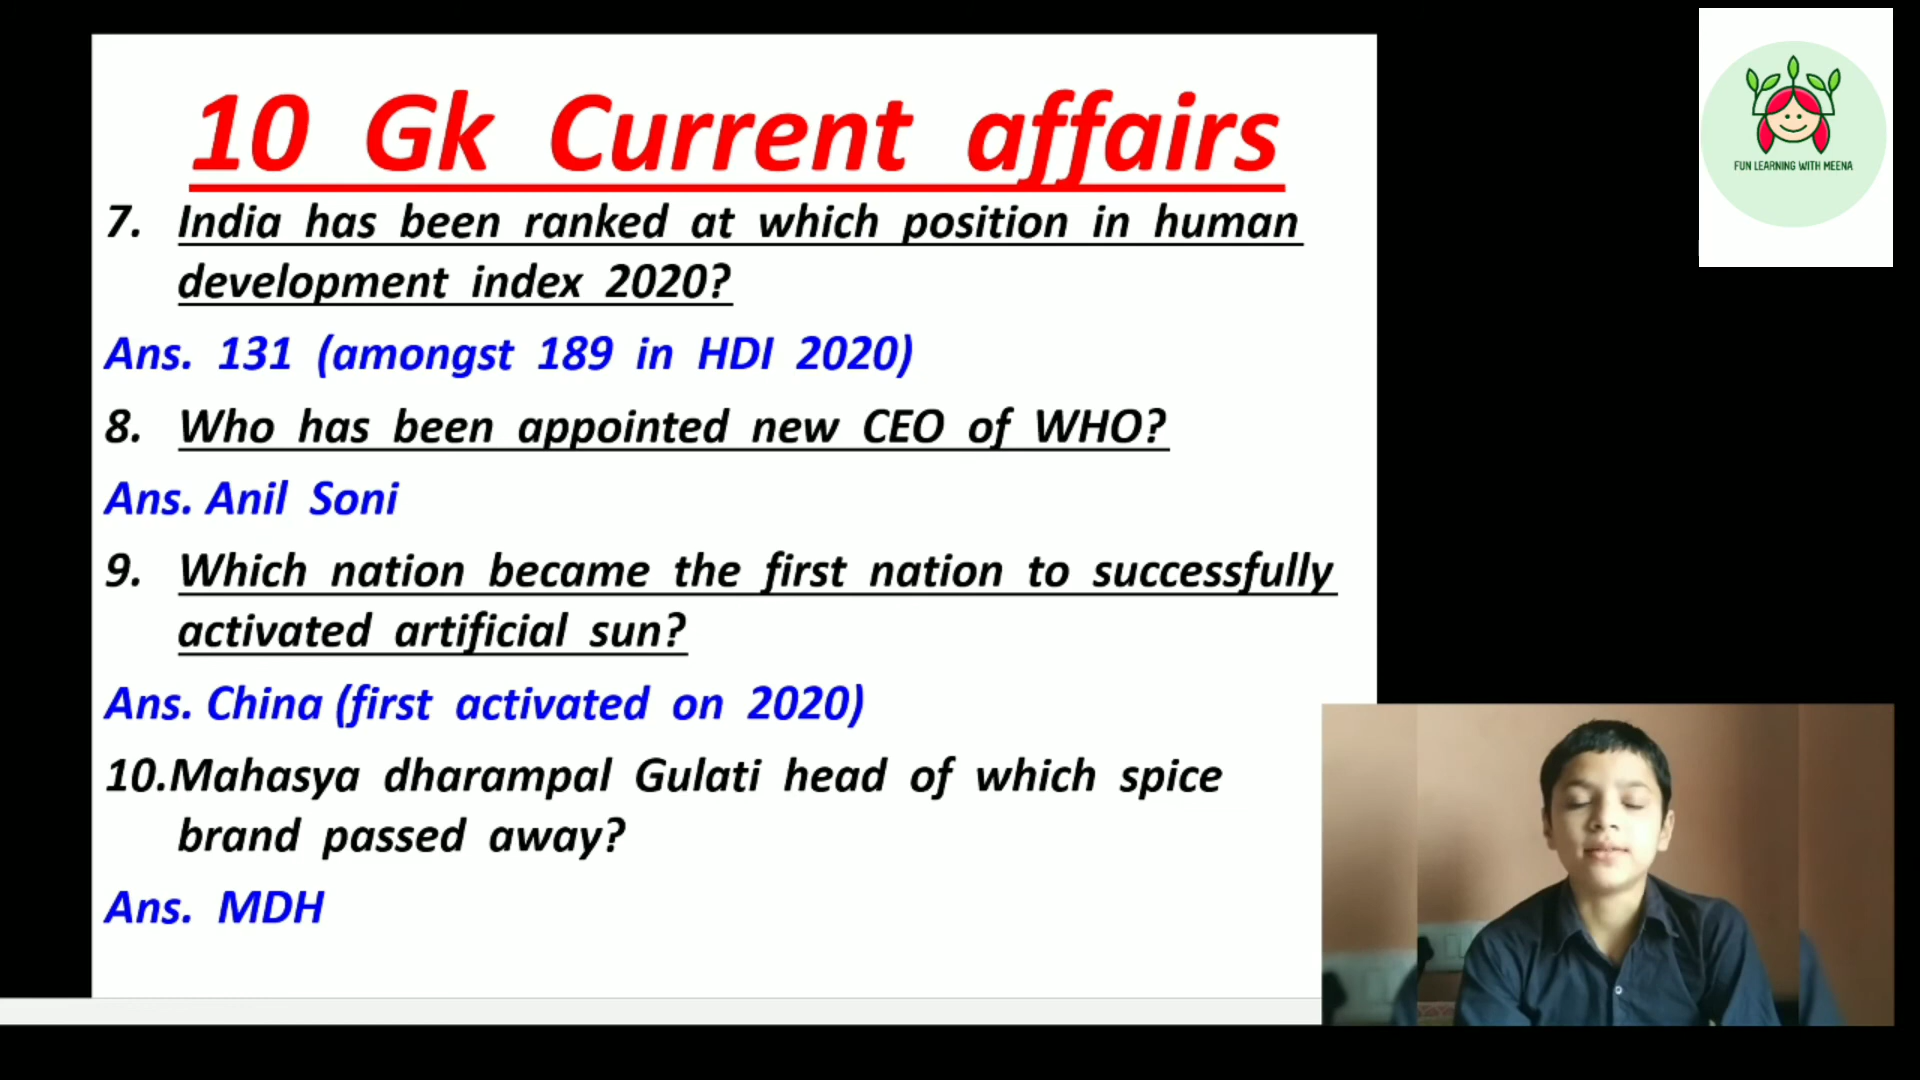 10 Gk Current affairs
7. India has been ranked at which position in human
development index 2020?
Ans. 131 (amongst 189 in HDI 2020)
8. Who has been appointed new CEO of WHO?
Ans. Anil Soni
9. Which nation became the first nation to successfully
activated artificial sun?
Ans. China (first activated on 2020)
10.Mahasya dharampal Gulati head of which spice
brand passed away?
Ans. MDH
FUN LEARNING WITH MEENA